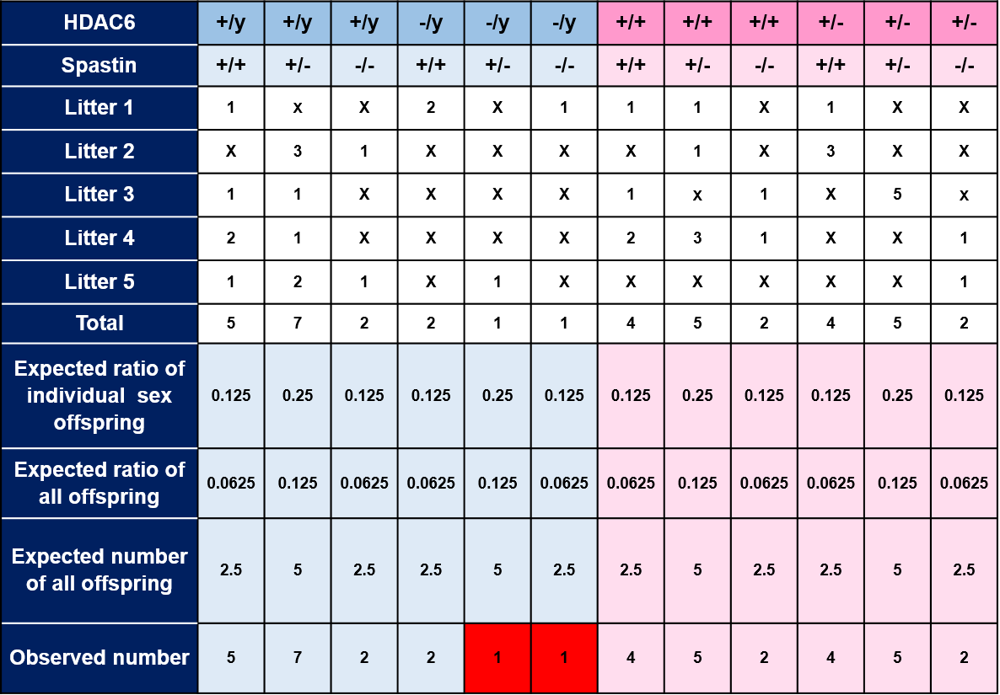 HDAC6 +/y +/y +/y -/y -/y -/y +/+ +/+ +/+ +/- +/- +/-
Spastin +/+ +/- -/- +/+ +/- -/- +/+ +/- -/- +/+ +/- -/-
Litter 1 1 x X 2 X 1 1 1 X 1 X X
Litter 2 X 3 1 X X X X 1 X 3 X X
Litter 3 1 1 X X X X 1 x 1 X 5 x
Litter 4 2 1 X X X X 2 3 1 X X 1
Litter 5 1 2 1 X 1 X X X X X X 1
Total 5 7 2 2 1 1 4 5 2 4 5 2
Expected ratio of
individual sex
offspring
0.125 0.25 0.125 0.125 0.25 0.125 0.125 0.25 0.125 0.125 0.25 0.125
Expected ratio of
all offspring
0.0625 0.125 0.0625 0.0625 0.125 0.0625 0.0625 0.125 0.0625 0.0625 0.125 0.0625
Expected number
of all offspring
2.5 5 2.5 2.5 5 2.5 2.5 5 2.5 2.5 5 2.5
Observed number 5 7 2 2 1 1 4 5 2 4 5 2